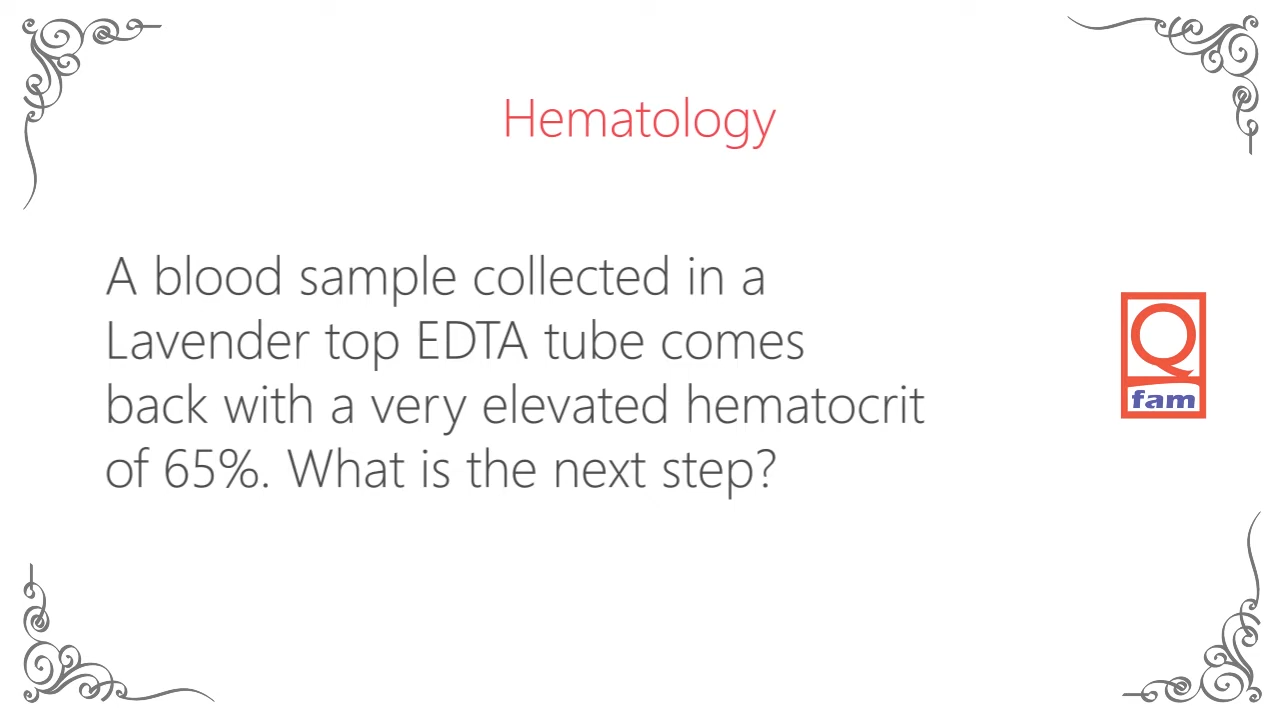 Hematology
A blood sample collected in a
Lavender top EDTA tube comes
back with a very elevated hematocrit
of 65%. What is the next step?
Q
fam